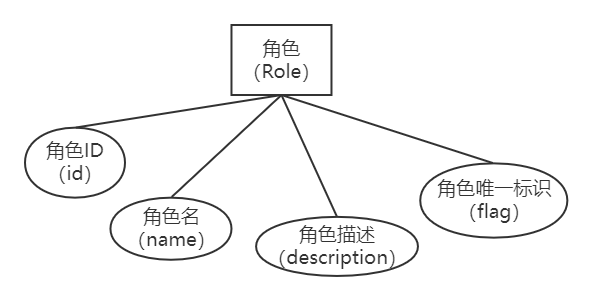 角色
（Role）
角色ID
（id）
角色名
（name）
角色描述
（description）
角色唯一标识
（flag）